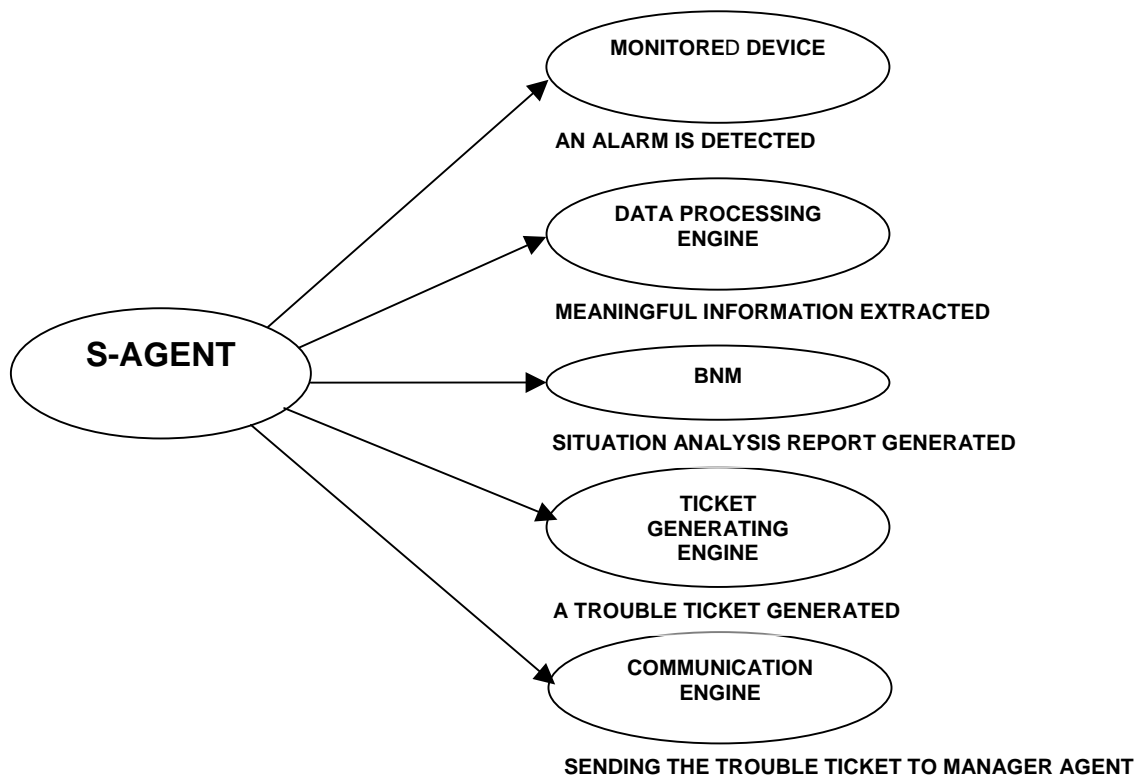 MONITORED DEVICE
AN ALARM IS DETECTED
DATA PROCESSING
ENGINE
MEANINGFUL INFORMATION EXTRACTED
S-AGENT
BNM
SITUATION ANALYSIS REPORT GENERATED
TICKET
GENERATING
ENGINE
A TROUBLE TICKET GENERATED
COMMUNICATION
ENGINE
SENDING THE TROUBLE TICKET TO MANAGER AGENT